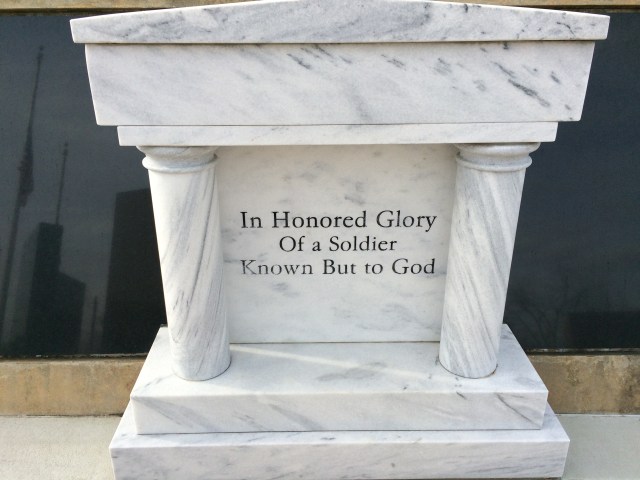 In Honored Glory
Of a Soldier
Known But to God